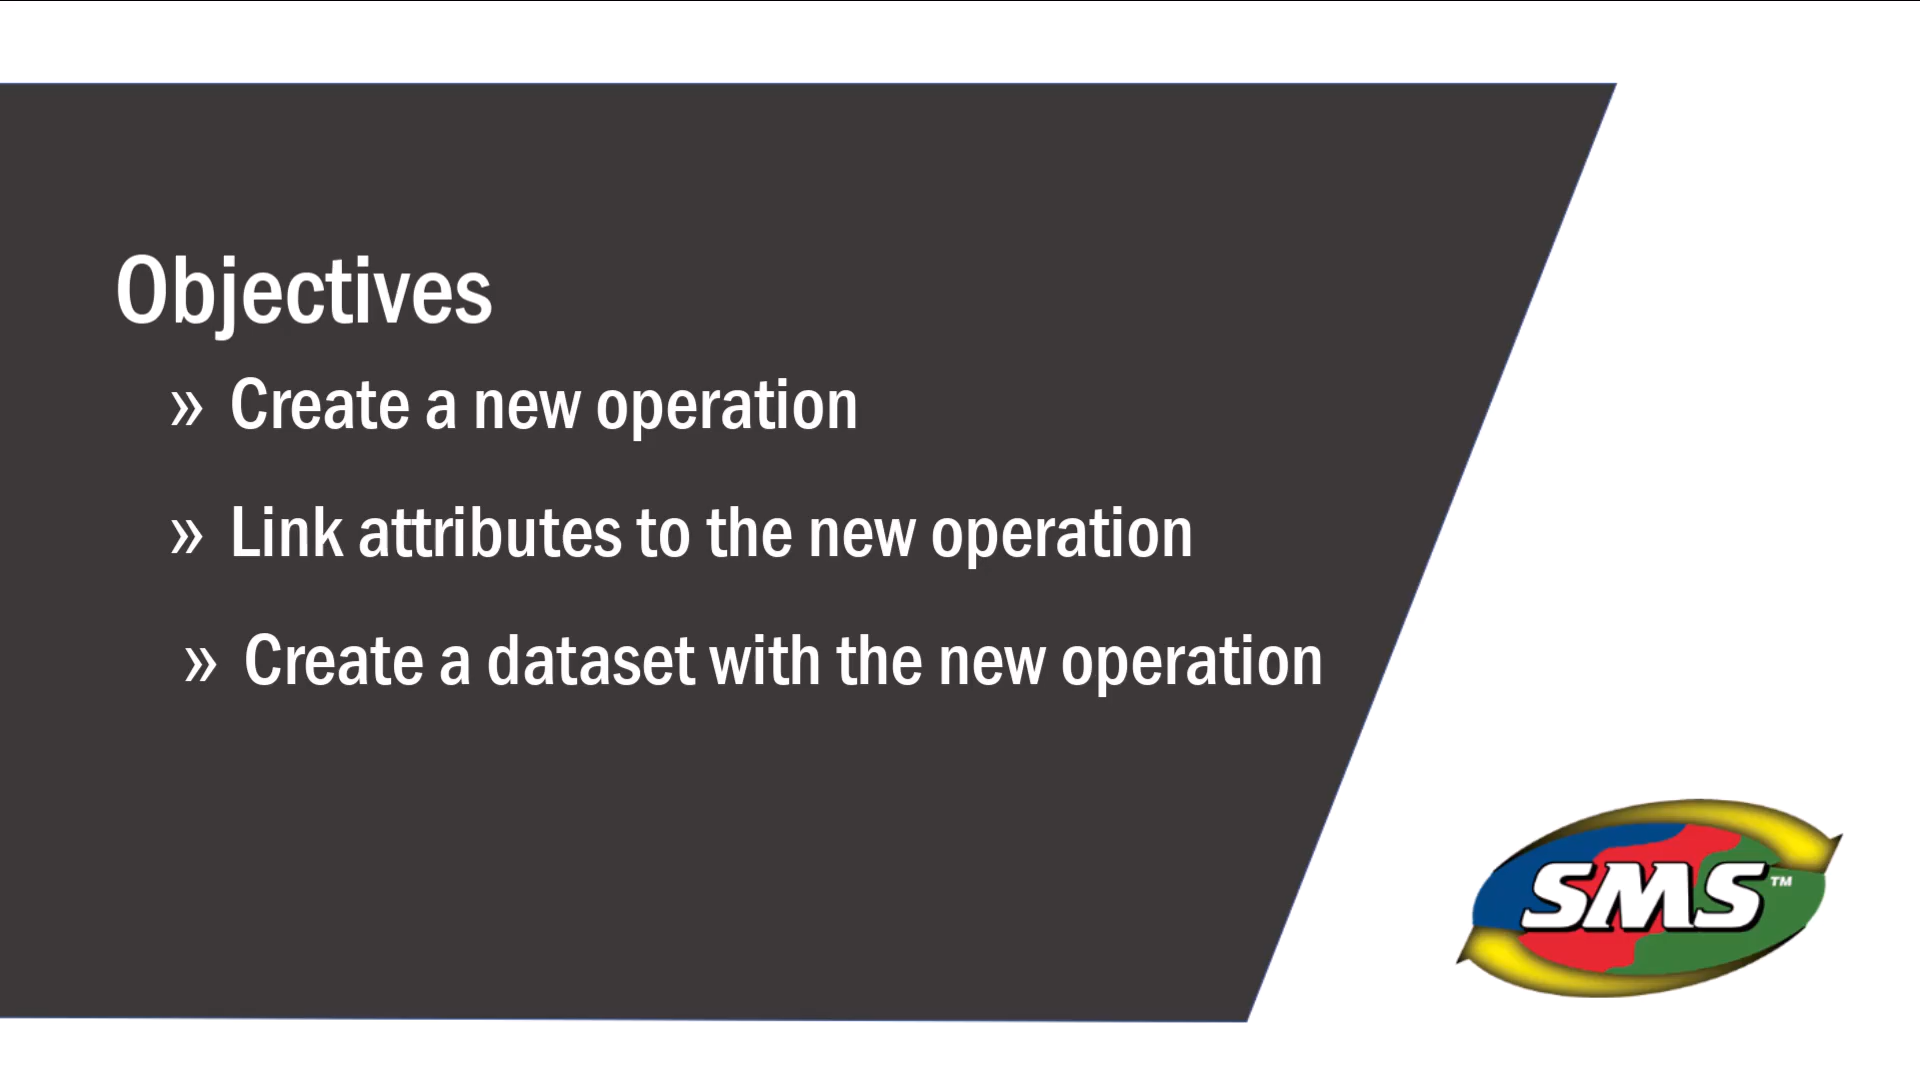 Objectives
» Create a new operation
» Link attributes to the new operation
» Create a dataset with the new operation
SMS™